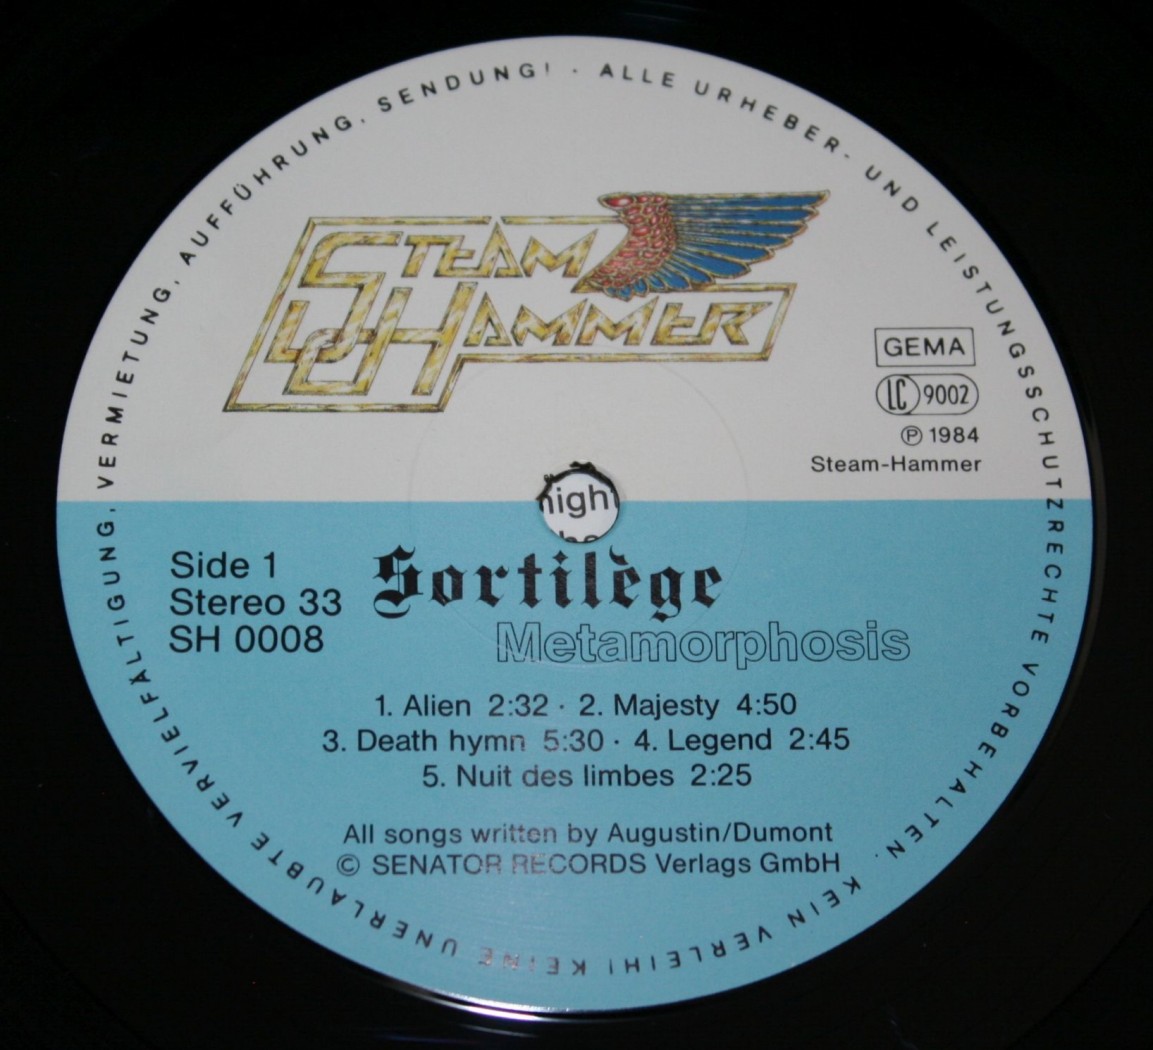 ALLE URHEBER- UND LEISTUNGSSCHUTZRECHTE VORBEHALTEN. · KEIN VERLEIH! KEINE UNERLAUBTE VERVIELFÄLTIGUNG, VERMIETUNG, AUFFÜHRUNG, SENDUNG! ·
STEAM
HAMMER
GEMA
LC 9002
Ⓟ 1984
Steam-Hammer
night
Side 1
Stereo 33
SH 0008
Sortilège
Metamorphosis
1. Alien 2:32 · 2. Majesty 4:50
3. Death hymn 5:30 · 4. Legend 2:45
5. Nuit des limbes 2:25
All songs written by Augustin/Dumont
© SENATOR RECORDS Verlags GmbH